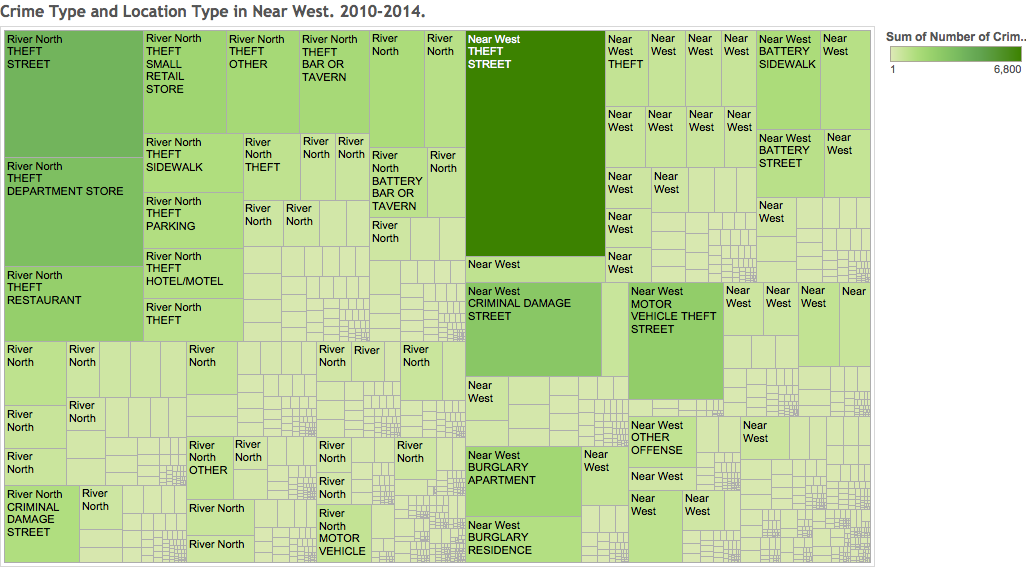 Crime Type and Location Type in Near West. 2010-2014.
Sum of Number of Crim..
1
6,800
River North
THEFT
STREET
River North
THEFT
DEPARTMENT STORE
River North
THEFT
RESTAURANT
River North
THEFT
SMALL
RETAIL
STORE
River North
THEFT
OTHER
River North
THEFT
BAR OR
TAVERN
River North
THEFT
SIDEWALK
River North
THEFT
PARKING
River North
THEFT
HOTEL/MOTEL
River North
THEFT
River
North
THEFT
River
North
River
North
River
North
River
North
River
North
River
North
River
North
BATTERY
BAR OR
TAVERN
River
North
River
North
River
North
River
North
River
North
River
North
River
North
River North
CRIMINAL
DAMAGE
STREET
River
North
River
North
River
North
OTHER
River
North
River North
River North
River
North
River
River
North
River
North
River
North
River
North
River
North
MOTOR
VEHICLE
Near West
THEFT
STREET
Near West
Near
West
THEFT
Near
West
Near
West
Near
West
Near
West
Near
West
Near
West
Near
West
Near
West
Near
West
Near
West
Near
West
Near West
BATTERY
SIDEWALK
Near
West
Near West
BATTERY
STREET
Near
West
Near
West
Near West
CRIMINAL DAMAGE
STREET
Near
West
Near West
MOTOR
VEHICLE THEFT
STREET
Near
West
Near
West
Near
West
Near
Near West
BURGLARY
APARTMENT
Near
West
Near West
BURGLARY
RESIDENCE
Near West
OTHER
OFFENSE
Near West
Near
West
Near
West
Near
West